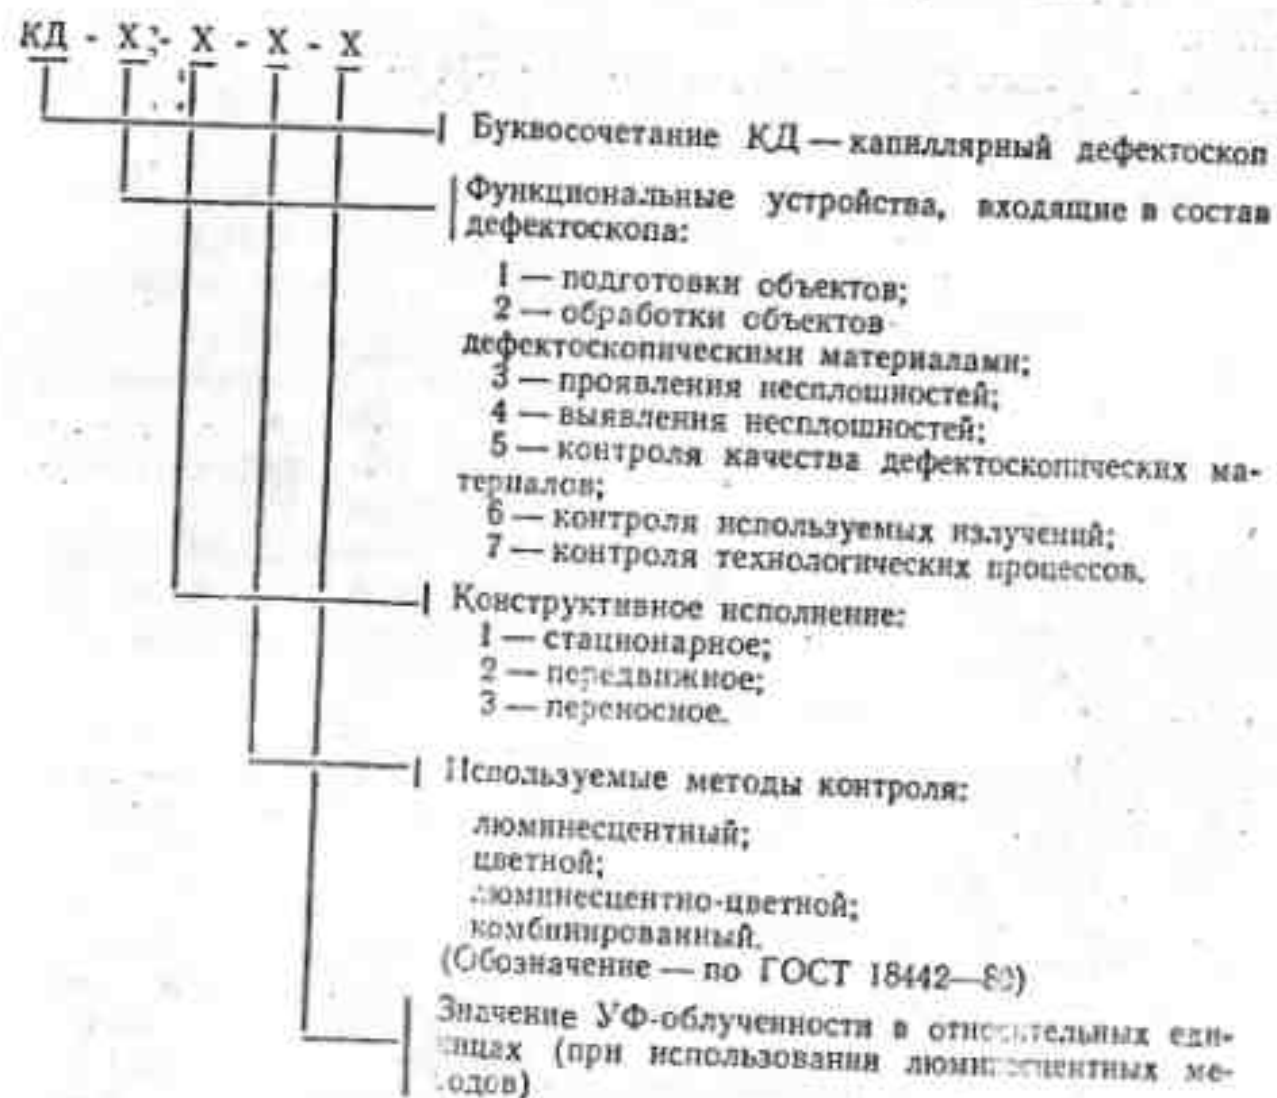 КД - X - X - X - X
Буквосочетание КД — капиллярный дефектоскоп
Функциональные устройства, входящие в состав
дефектоскопа:
1 — подготовки объектов;
2 — обработки объектов
дефектоскопическими материалами;
3 — проявления несплошностей;
4 — выявления несплошностей;
5 — контроля качества дефектоскопических ма-
териалов;
6 — контроля используемых излучений;
7 — контроля технологических процессов.
Конструктивное исполнение:
1 — стационарное;
2 — передвижное;
3 — переносное.
Используемые методы контроля:
люминесцентный;
цветной;
люминесцентно-цветной;
комбинированный.
(Обозначение — по ГОСТ 18442—80)
Значение УФ-облученности в относительных еди-
ницах (при использовании люминесцентных ме-
тодов)